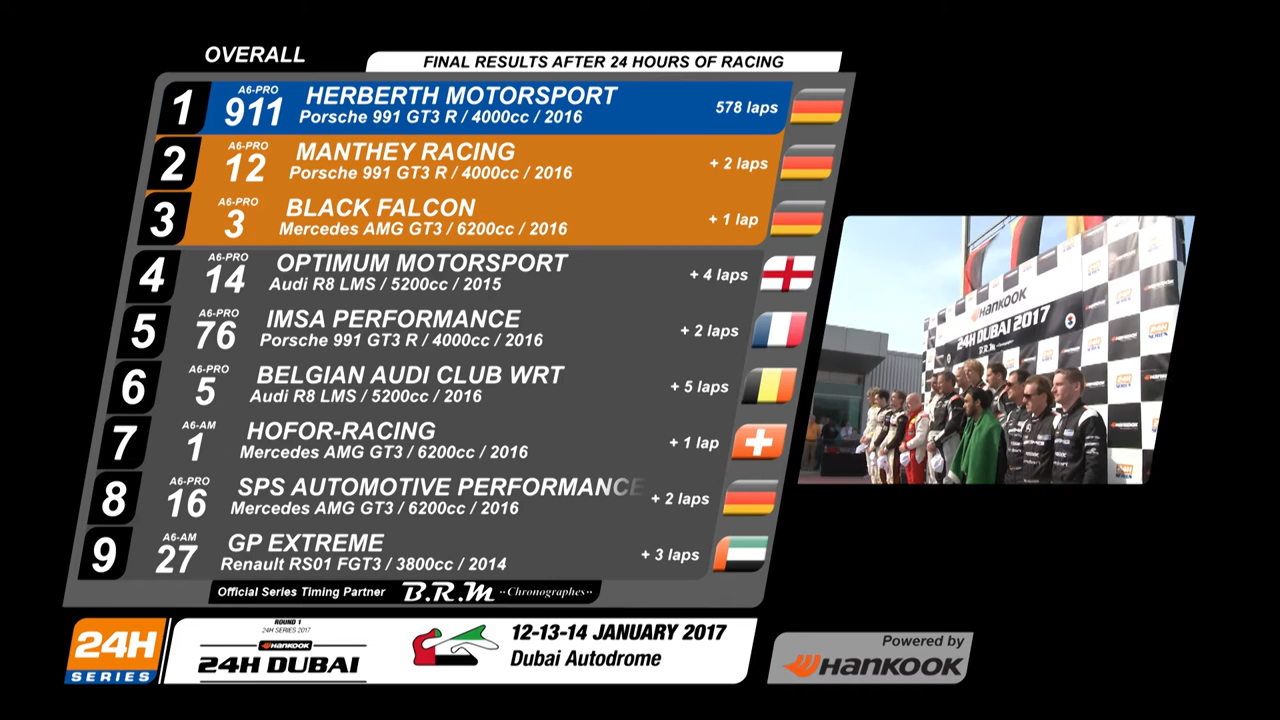 OVERALL
FINAL RESULTS AFTER 24 HOURS OF RACING
1 A6-PRO 911 HERBERTH MOTORSPORT 578 laps
Porsche 991 GT3 R / 4000cc / 2016
2 A6-PRO 12 MANTHEY RACING + 2 laps
Porsche 991 GT3 R / 4000cc / 2016
3 A6-PRO 3 BLACK FALCON + 1 lap
Mercedes AMG GT3 / 6200cc / 2016
4 A6-PRO 14 OPTIMUM MOTORSPORT + 4 laps
Audi R8 LMS / 5200cc / 2015
5 A6-PRO 76 IMSA PERFORMANCE + 2 laps
Porsche 991 GT3 R / 4000cc / 2016
6 A6-PRO 5 BELGIAN AUDI CLUB WRT + 5 laps
Audi R8 LMS / 5200cc / 2016
7 A6-AM 1 HOFOR-RACING + 1 lap
Mercedes AMG GT3 / 6200cc / 2016
8 A6-PRO 16 SPS AUTOMOTIVE PERFORMANCE + 2 laps
Mercedes AMG GT3 / 6200cc / 2016
9 A6-AM 27 GP EXTREME + 3 laps
Renault RS01 FGT3 / 3800cc / 2014
Official Series Timing Partner B.R.M Chronographes
24H SERIES
ROUND 1
24H SERIES 2017
HANKOOK
24H DUBAI
12-13-14 JANUARY 2017
Dubai Autodrome
Powered by
HANKOOK
HANKOOK
24H DUBAI 2017
B.R.M